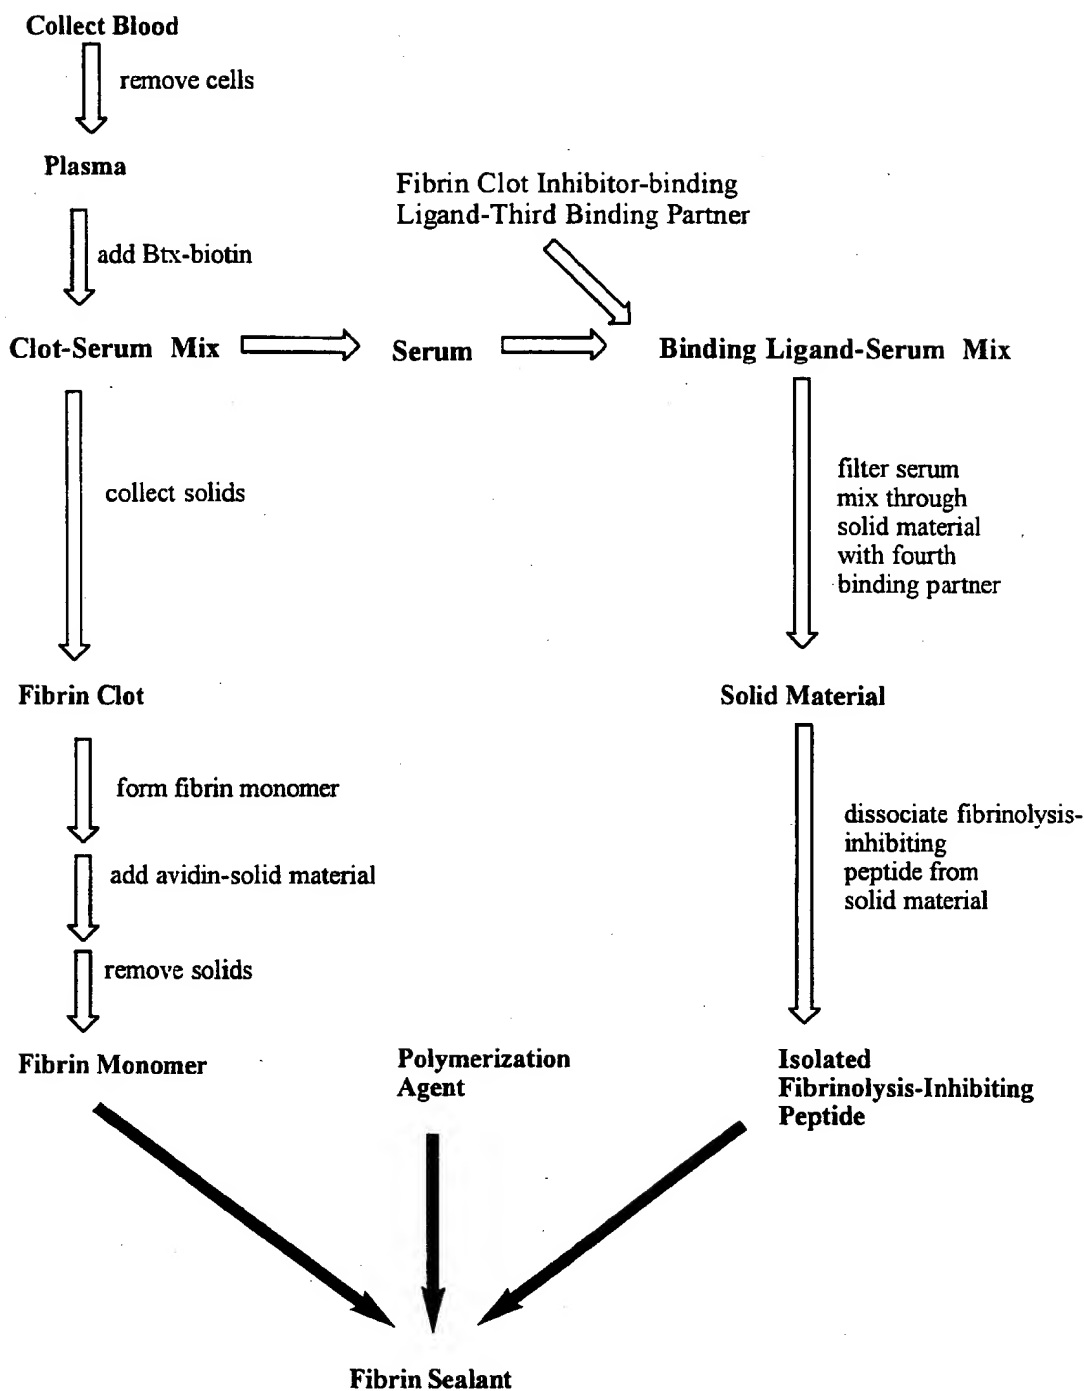 Collect Blood
remove cells
Plasma
Fibrin Clot Inhibitor-binding
Ligand-Third Binding Partner
add Btx-biotin
Clot-Serum Mix
Serum
Binding Ligand-Serum Mix
collect solids
filter serum
mix through
solid material
with fourth
binding partner
Fibrin Clot
Solid Material
form fibrin monomer
dissociate fibrinolysis-
inhibiting
peptide from
solid material
add avidin-solid material
remove solids
Fibrin Monomer
Polymerization
Agent
Isolated
Fibrinolysis-Inhibiting
Peptide
Fibrin Sealant